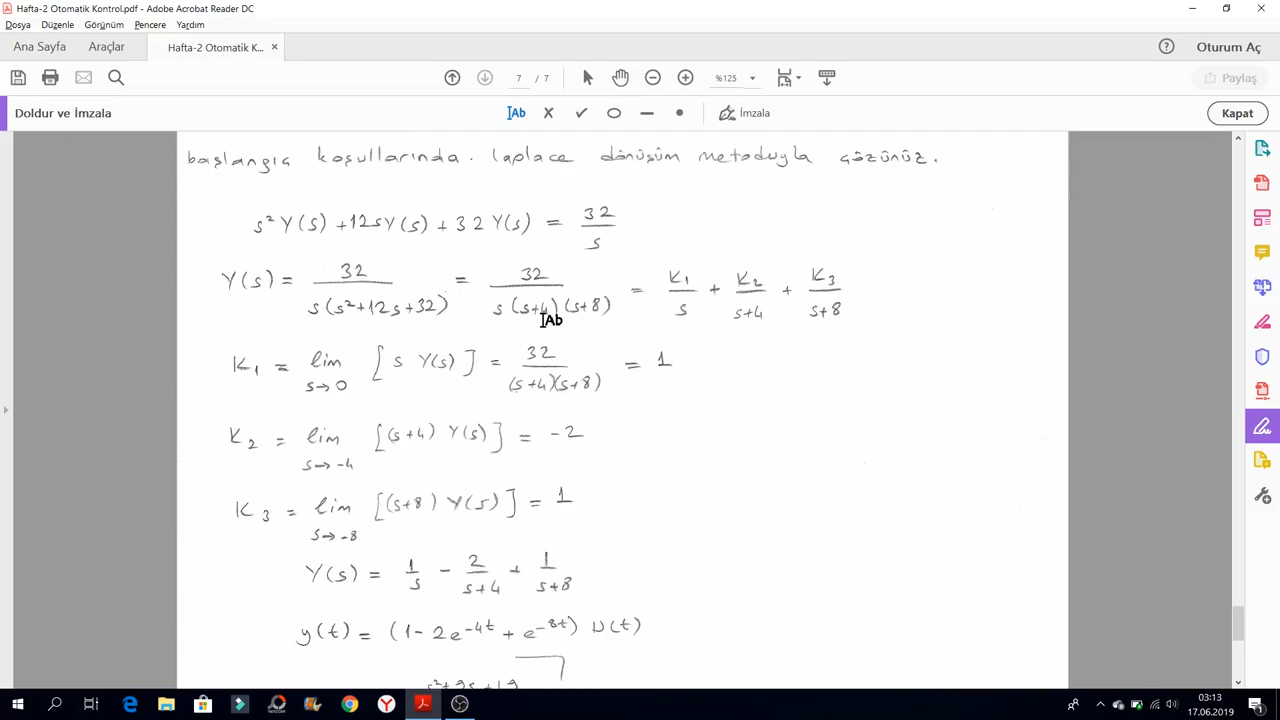 Hafta-2 Otomatik Kontrol.pdf - Adobe Acrobat Reader DC
Dosya Düzenle Görünüm Pencere Yardım
Ana Sayfa Araçlar Hafta-2 Otomatik K... × Oturum Aç
7 / 7 %125 Paylaş
Doldur ve İmzala Ab İmzala Kapat
başlangıç koşullarında. laplace dönüşüm metoduyla çözünüz.
s² Y(s) + 12sY(s) + 32 Y(s) = 32/s
Y(s) = 32/(s(s²+12s+32)) = 32/(s(s+4)(s+8)) = K₁/s + K₂/(s+4) + K₃/(s+8)
Ab
K₁ = lim s→0 [s Y(s)] = 32/((s+4)(s+8)) = 1
K₂ = lim s→-4 [(s+4) Y(s)] = -2
K₃ = lim s→-8 [(s+8) Y(s)] = 1
Y(s) = 1/s - 2/(s+4) + 1/(s+8)
y(t) = (1-2e^-4t + e^-8t) U(t)
03:13
17.06.2019